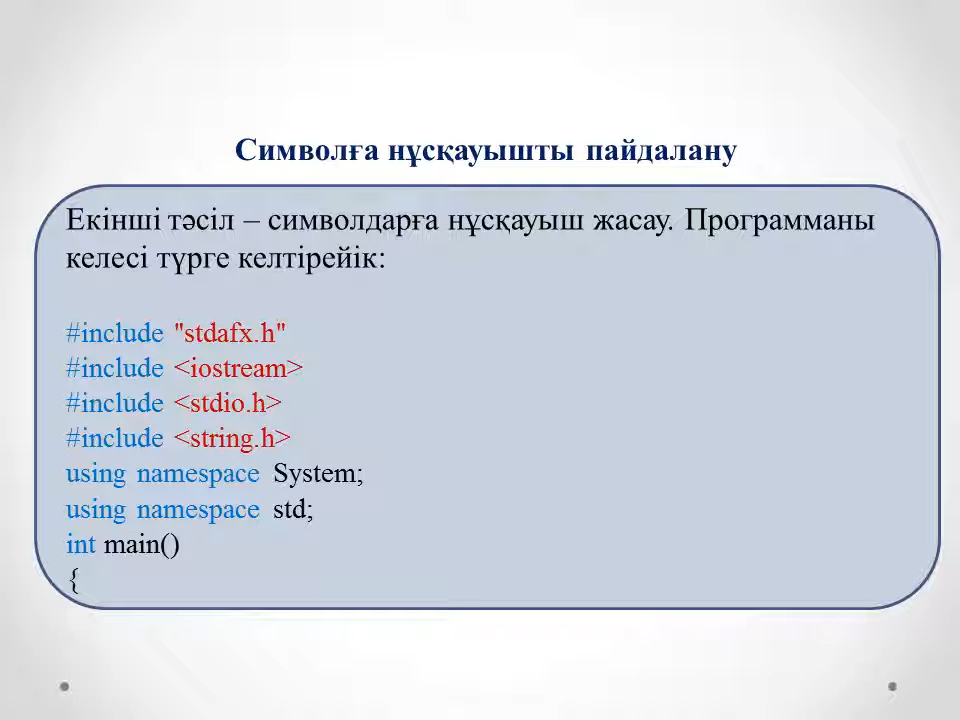 Символға нұсқауышты пайдалану
Екінші тәсіл – символдарға нұсқауыш жасау. Программаны
келесі түрге келтірейік:
#include "stdafx.h"
#include <iostream>
#include <stdio.h>
#include <string.h>
using namespace System;
using namespace std;
int main()
{